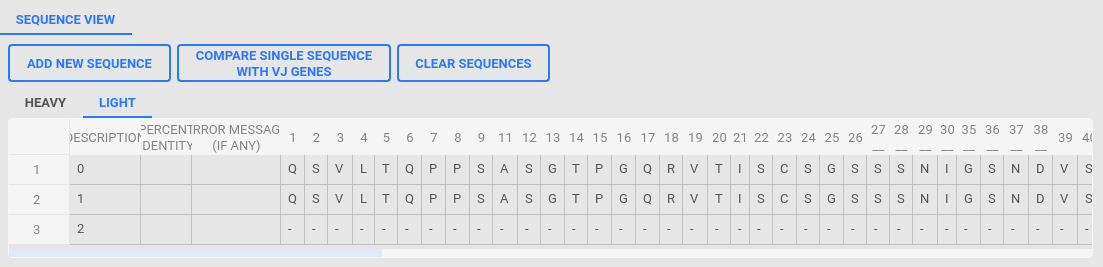 SEQUENCE VIEW
ADD NEW SEQUENCE
COMPARE SINGLE SEQUENCE
WITH VJ GENES
CLEAR SEQUENCES
HEAVY LIGHT
DESCRIPTION PERCENT IDENTITY ERROR MESSAG (IF ANY) 1 2 3 4 5 6 7 8 9 11 12 13 14 15 16 17 18 19 20 21 22 23 24 25 26 27 28 29 30 35 36 37 38 39 40
1 0 Q S V L T Q P P S A S G T P G Q R V T I S C S G S S S N I G S N D V S
2 1 Q S V L T Q P P S A S G T P G Q R V T I S C S G S S S N I G S N D V S
3 2 - - - - - - - - - - - - - - - - - - - - - - - - - - - - - - - - - - -